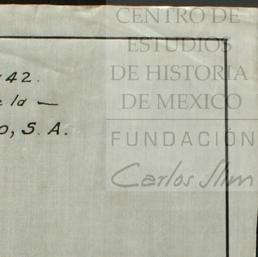 CENTRO DE
ESTUDIOS
DE HISTORIA
DE MEXICO
FUNDACIÓN
Carlos Slim
42.
la —
o, S. A.